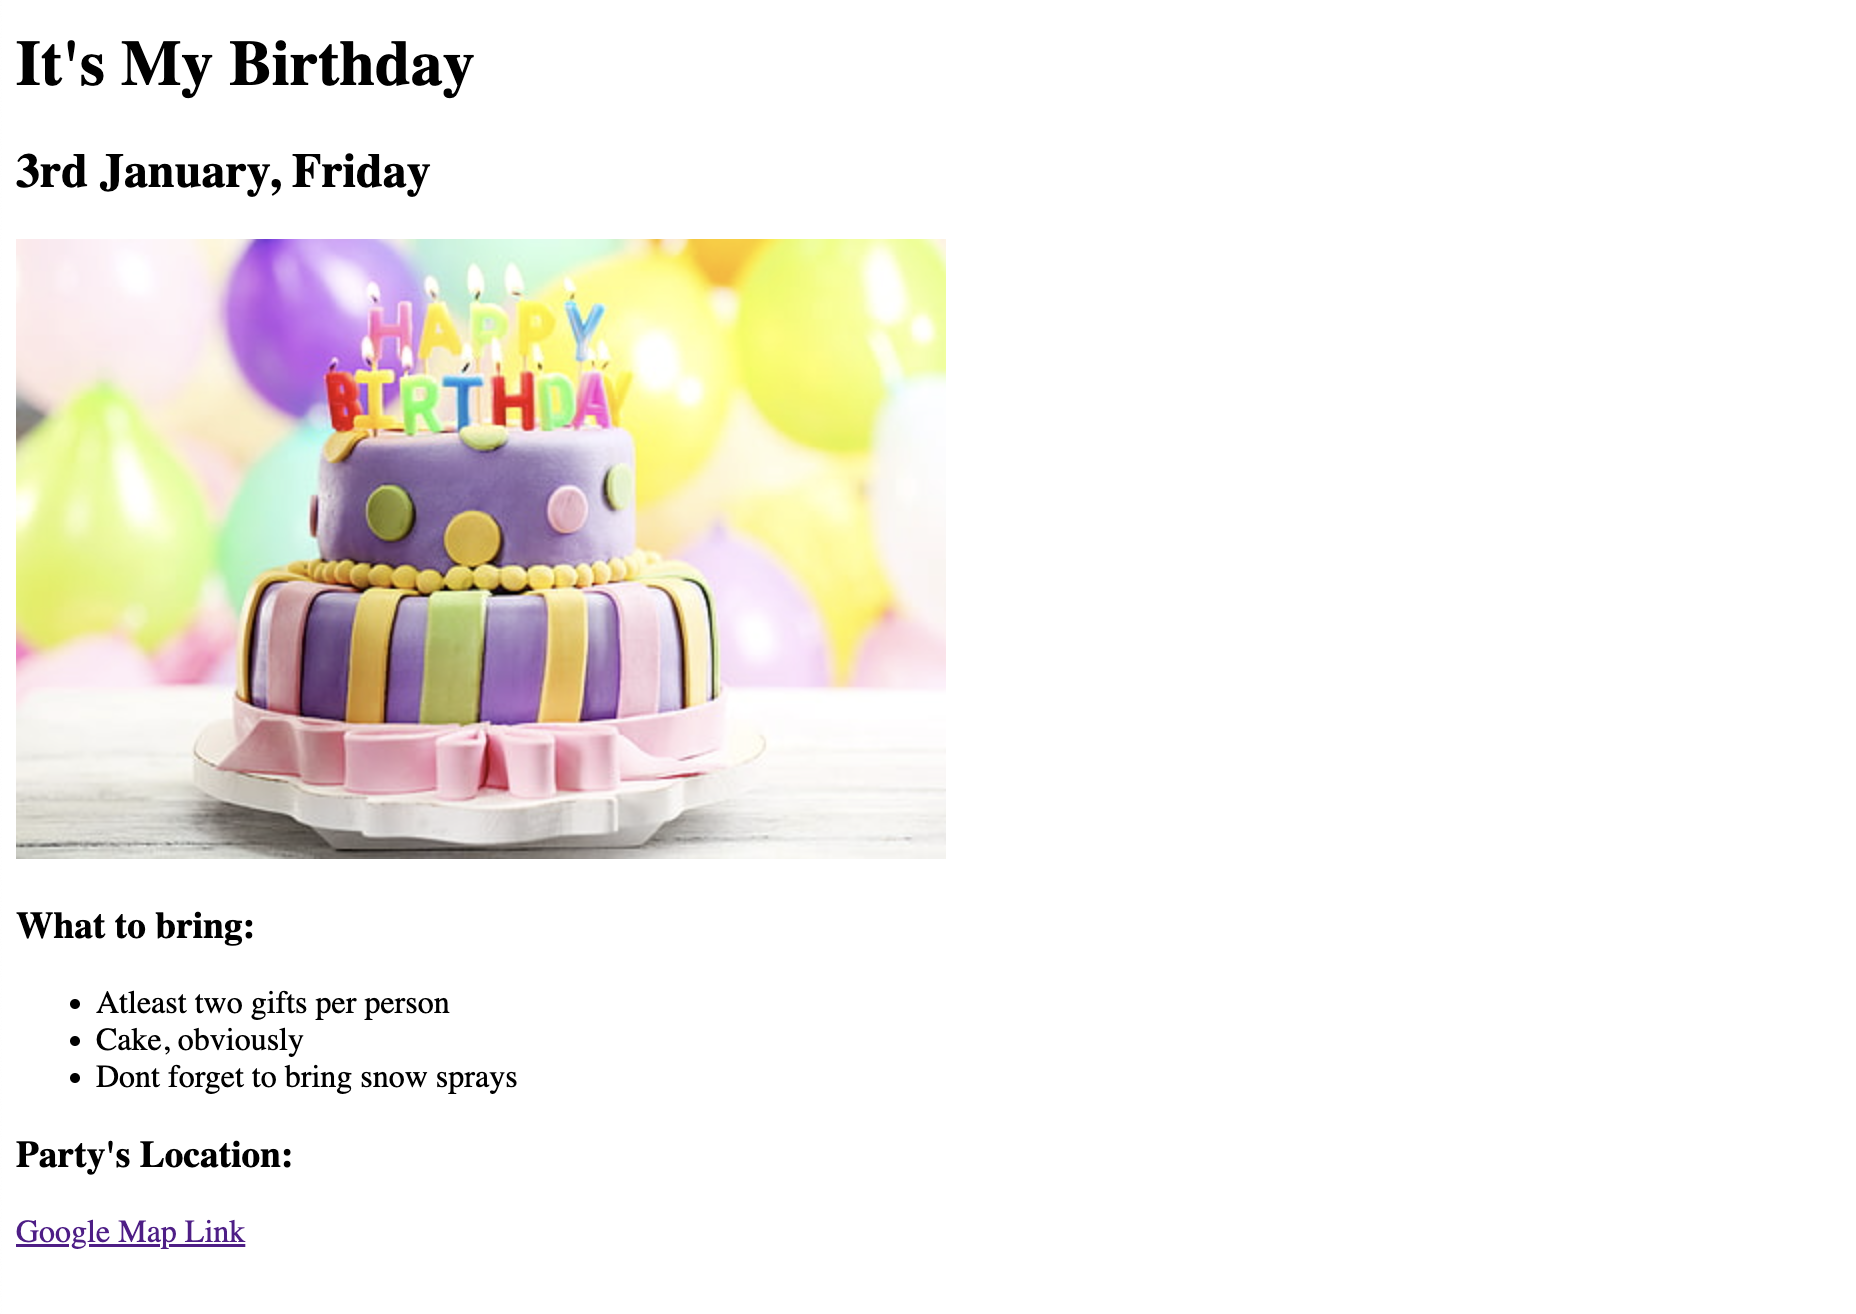 It's My Birthday
3rd January, Friday
HAPPY
BIRTHDAY
What to bring:
• Atleast two gifts per person
• Cake, obviously
• Dont forget to bring snow sprays
Party's Location:
Google Map Link